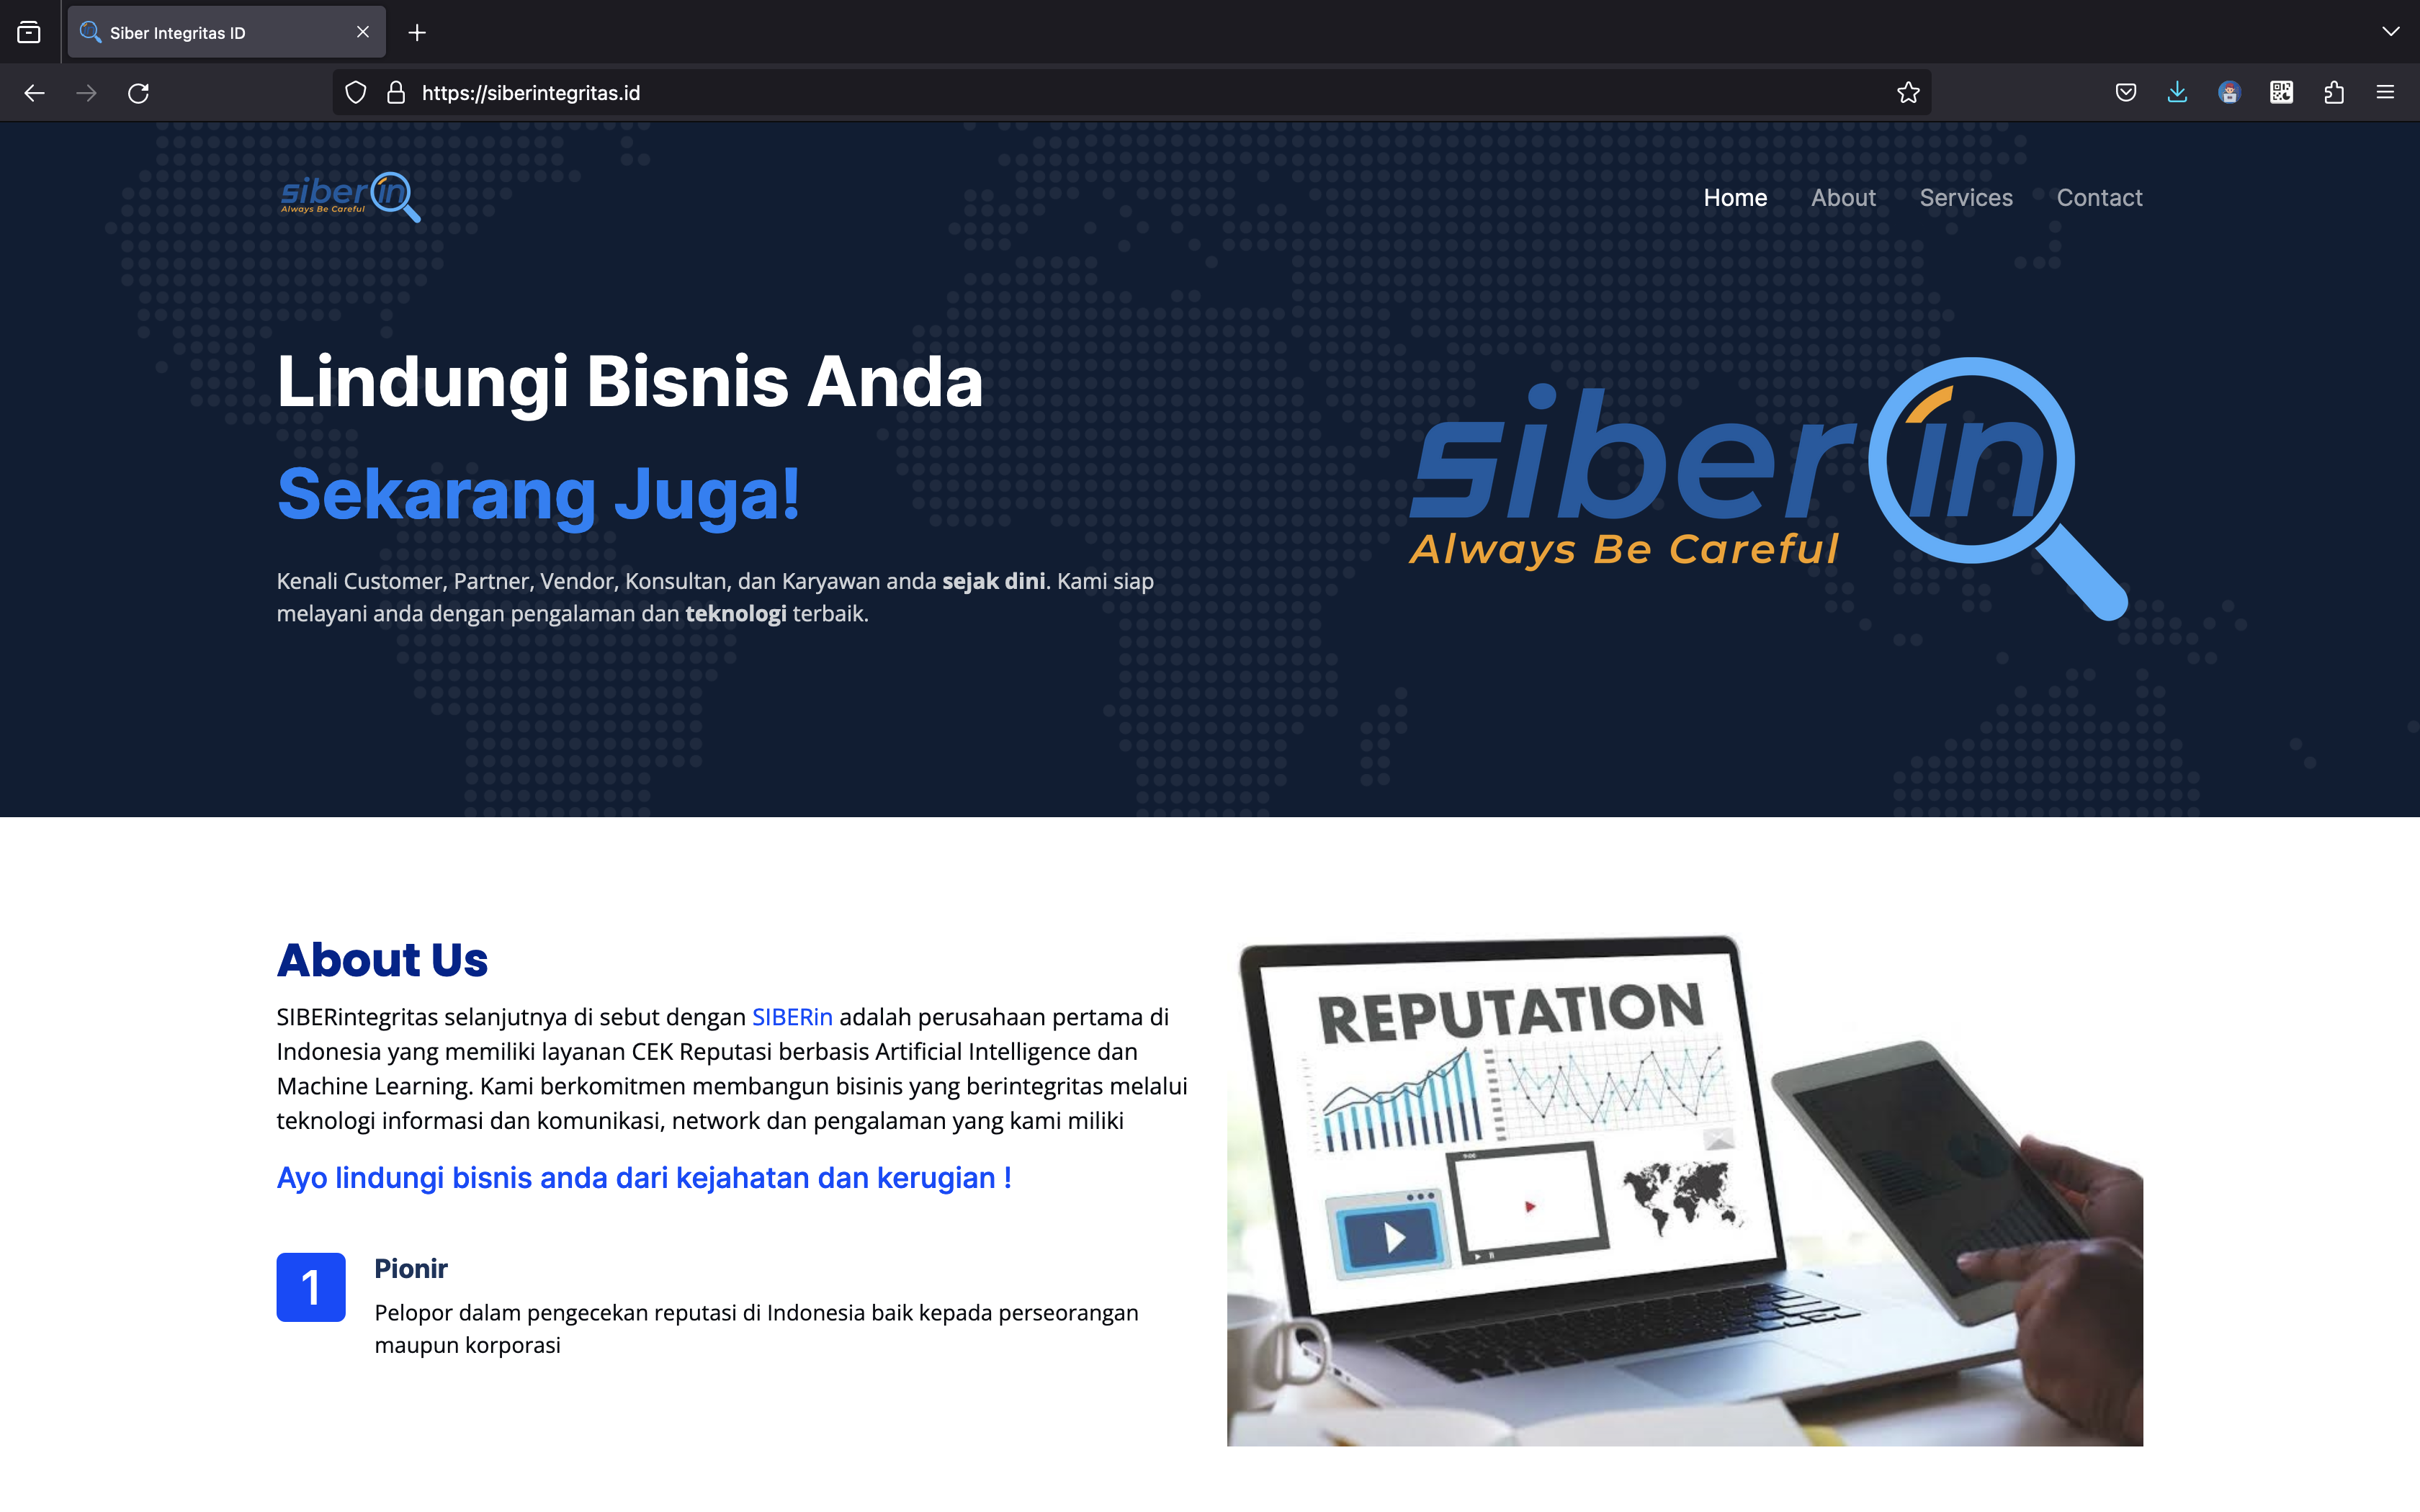 Siber Integritas ID
https://siberintegritas.id
siberin
Always Be Careful
Home About Services Contact
Lindungi Bisnis Anda
Sekarang Juga!
Kenali Customer, Partner, Vendor, Konsultan, dan Karyawan anda sejak dini. Kami siap
melayani anda dengan pengalaman dan teknologi terbaik.
siberin
Always Be Careful
About Us
SIBERintegritas selanjutnya di sebut dengan SIBERin adalah perusahaan pertama di
Indonesia yang memiliki layanan CEK Reputasi berbasis Artificial Intelligence dan
Machine Learning. Kami berkomitmen membangun bisinis yang berintegritas melalui
teknologi informasi dan komunikasi, network dan pengalaman yang kami miliki
Ayo lindungi bisnis anda dari kejahatan dan kerugian !
1
Pionir
Pelopor dalam pengecekan reputasi di Indonesia baik kepada perseorangan
maupun korporasi
REPUTATION